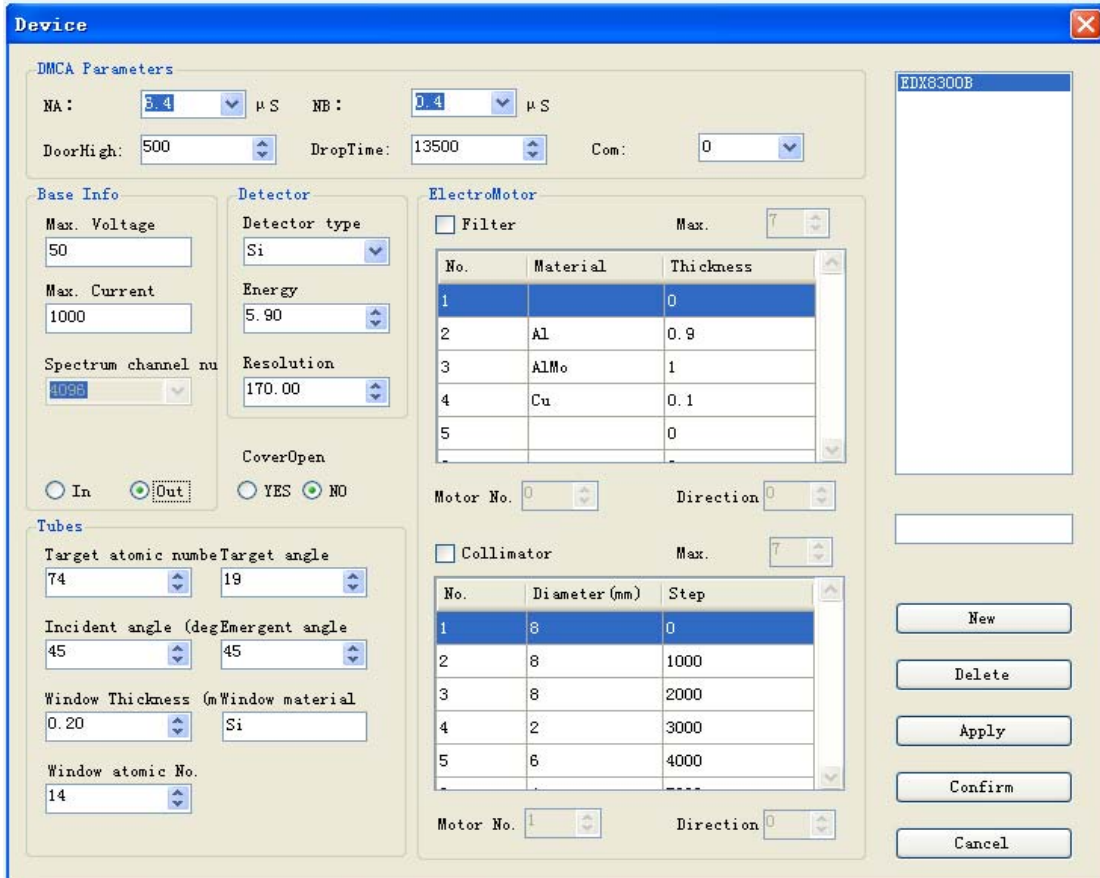 Device
DMCA Parameters
NA: 6.4 μS NB: 0.4 μS
DoorHigh: 500 DropTime: 13500 Com: 0
EDX8300B
Base Info
Max. Voltage
50
Max. Current
1000
Spectrum channel nu
4096
In Out
Detector
Detector type
Si
Energy
5.90
Resolution
170.00
CoverOpen
YES NO
ElectroMotor
Filter Max. 7
No. Material Thickness
1 0
2 Al 0.9
3 AlMo 1
4 Cu 0.1
5 0
Motor No. 0 Direction 0
Collimator Max. 7
No. Diameter(mm) Step
1 8 0
2 8 1000
3 8 2000
4 2 3000
5 6 4000
Motor No. 1 Direction 0
Tubes
Target atomic numbe Target angle
74 19
Incident angle (deg Emergent angle
45 45
Window Thickness (m Window material
0.20 Si
Window atomic No.
14
New
Delete
Apply
Confirm
Cancel